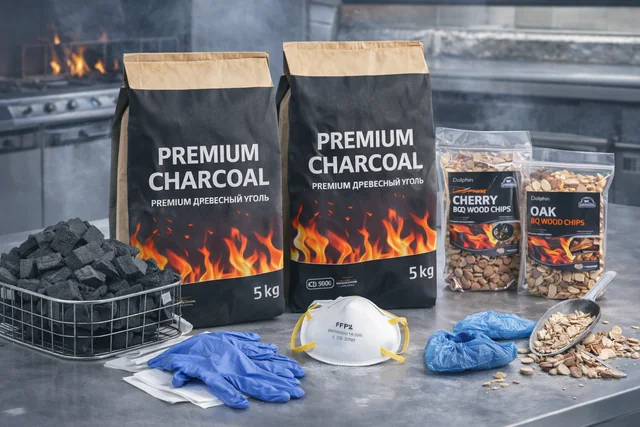 PREMIUM
CHARCOAL
PREMIUM ДРЕВЕСНЫЙ УГОЛЬ
5 kg
PREMIUM
CHARCOAL
PREMIUM ДРЕВЕСНЫЙ УГОЛЬ
5 kg
Dolphin
CHERRY
BQ WOOD CHIPS
Dolphin
OAK
BQ WOOD CHIPS
FFP2